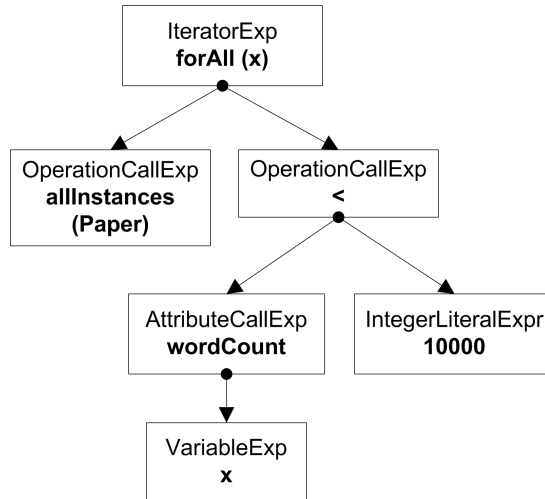 IteratorExp
forAll (x)
OperationCallExp
allInstances
(Paper)
OperationCallExp
<
AttributeCallExp
wordCount
IntegerLiteralExpr
10000
VariableExp
x